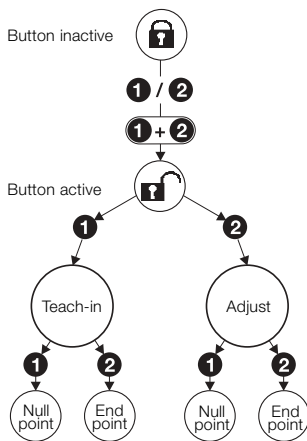 Button inactive
1 / 2
1 + 2
Button active
1 2
Teach-in Adjust
1 2 1 2
Null point End point Null point End point